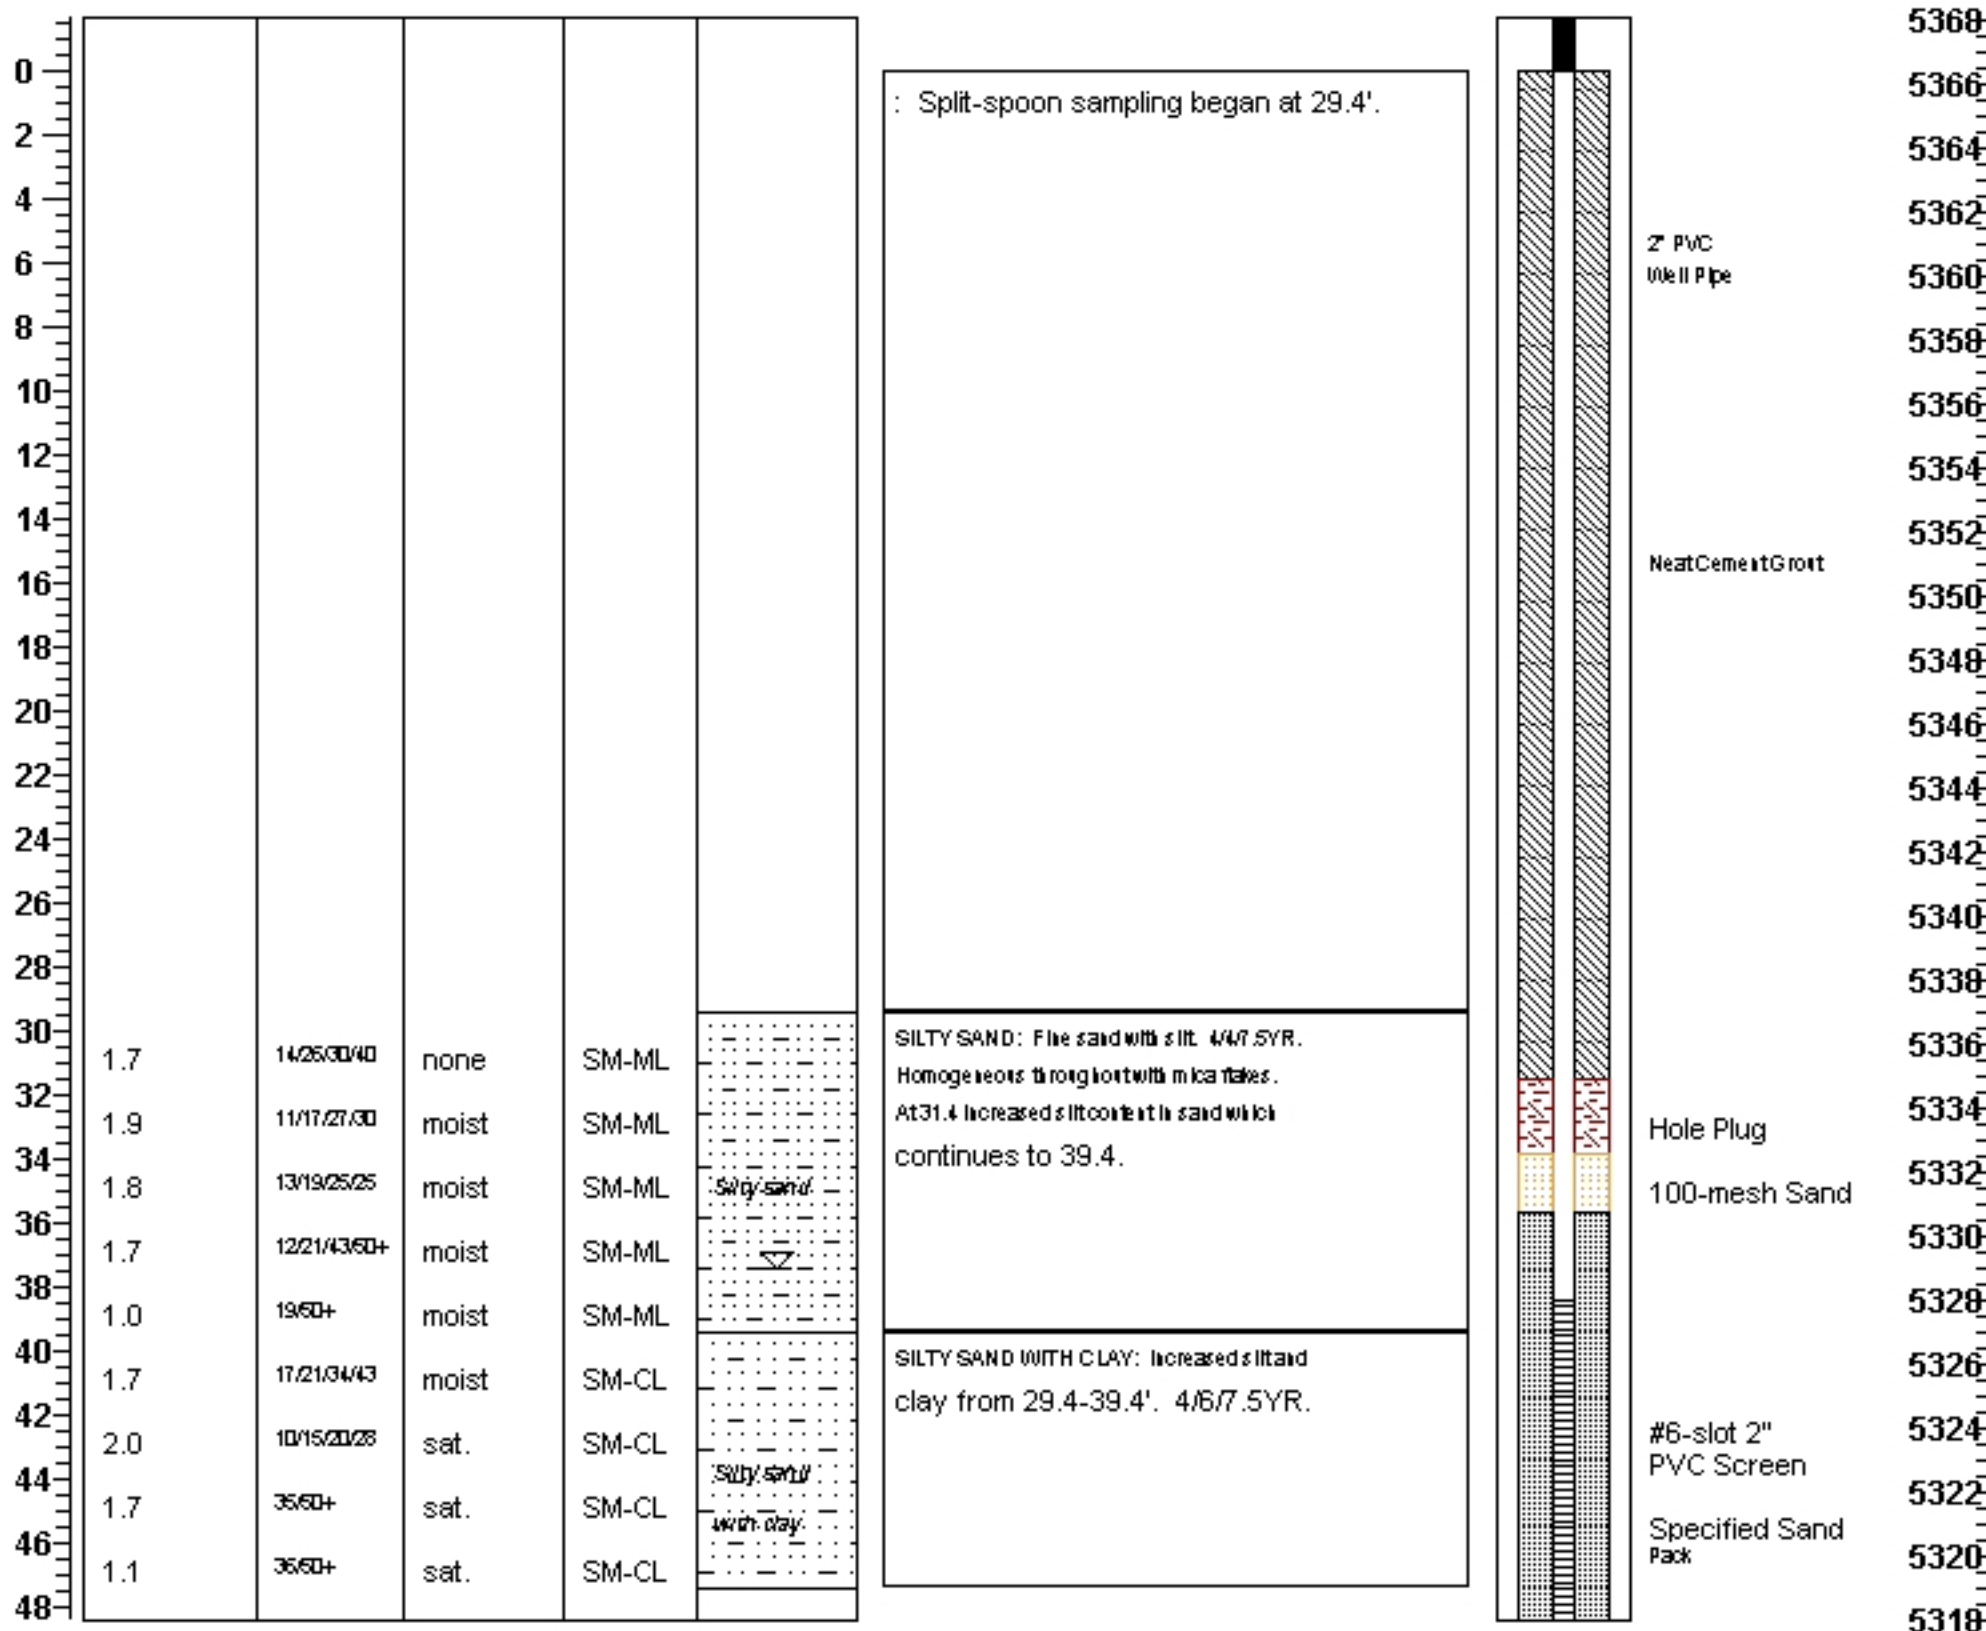 5368
0
: Split-spoon sampling began at 29.4'.
5366
2
5364
4
5362
2" PVC
6
Well Pipe
5360
8
5358
10
5356
12
5354
14
5352
Neat Cement Grout
16
5350
18
5348
20
5346
22
5344
24
5342
26
5340
28
5338
30
SILTY SAND: Fine sand with silt. 4/4/7.5YR.
5336
1.7 14/26/30/40 none SM-ML
Homogeneous throughout with mica flakes.
32
At 31.4 increased silt content in sand which
5334
1.9 11/17/27/30 moist SM-ML
Hole Plug
34
continues to 39.4.
5332
1.8 13/19/25/25 moist SM-ML
Silty sand
100-mesh Sand
36
5330
1.7 12/21/43/50+ moist SM-ML
38
5328
1.0 19/50+ moist SM-ML
40
SILTY SAND WITH CLAY: Increased silt and
5326
1.7 17/21/34/43 moist SM-CL
clay from 29.4-39.4'. 4/6/7.5YR.
42
5324
#6-slot 2"
2.0 10/15/20/28 sat. SM-CL
PVC Screen
44
Silty sand
5322
1.7 35/50+ sat. SM-CL
with clay
Specified Sand
46
Pack
5320
1.1 36/50+ sat. SM-CL
48
5318